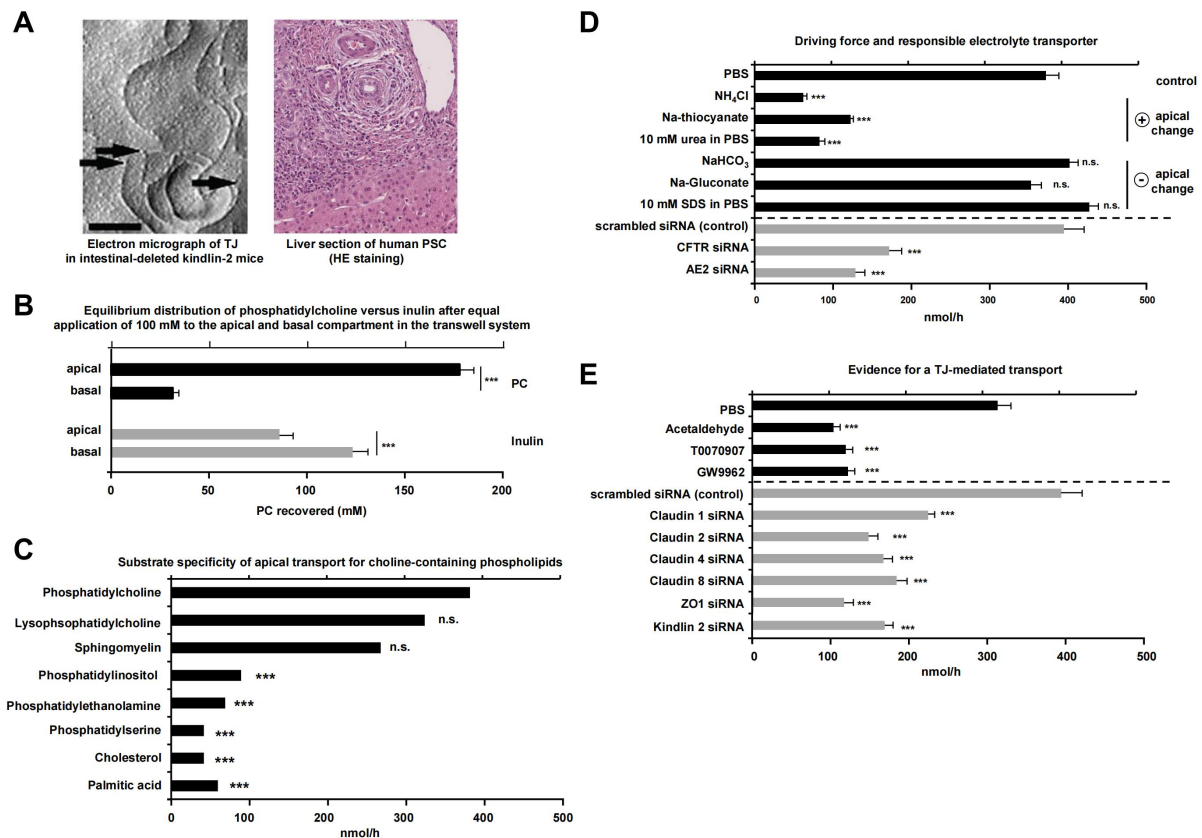 A
Electron micrograph of TJ
in intestinal-deleted kindlin-2 mice
Liver section of human PSC
(HE staining)
B
Equilibrium distribution of phosphatidylcholine versus inulin after equal
application of 100 mM to the apical and basal compartment in the transwell system
apical
basal
***
PC
apical
basal
***
Inulin
0 50 100 150 200
PC recovered (mM)
C
Substrate specificity of apical transport for choline-containing phospholipids
Phosphatidylcholine
Lysophsophatidylcholine n.s.
Sphingomyelin n.s.
Phosphatidylinositol ***
Phosphatidylethanolamine ***
Phosphatidylserine ***
Cholesterol ***
Palmitic acid ***
0 100 200 300 400 500
nmol/h
D
Driving force and responsible electrolyte transporter
PBS control
NH₄Cl ***
Na-thiocyanate ***
10 mM urea in PBS ***
+ apical
change
NaHCO₃ n.s.
Na-Gluconate n.s.
10 mM SDS in PBS n.s.
- apical
change
scrambled siRNA (control)
CFTR siRNA ***
AE2 siRNA ***
0 100 200 300 400 500
nmol/h
E
Evidence for a TJ-mediated transport
PBS
Acetaldehyde ***
T0070907 ***
GW9962 ***
scrambled siRNA (control)
Claudin 1 siRNA ***
Claudin 2 siRNA ***
Claudin 4 siRNA ***
Claudin 8 siRNA ***
ZO1 siRNA ***
Kindlin 2 siRNA ***
0 100 200 300 400 500
nmol/h